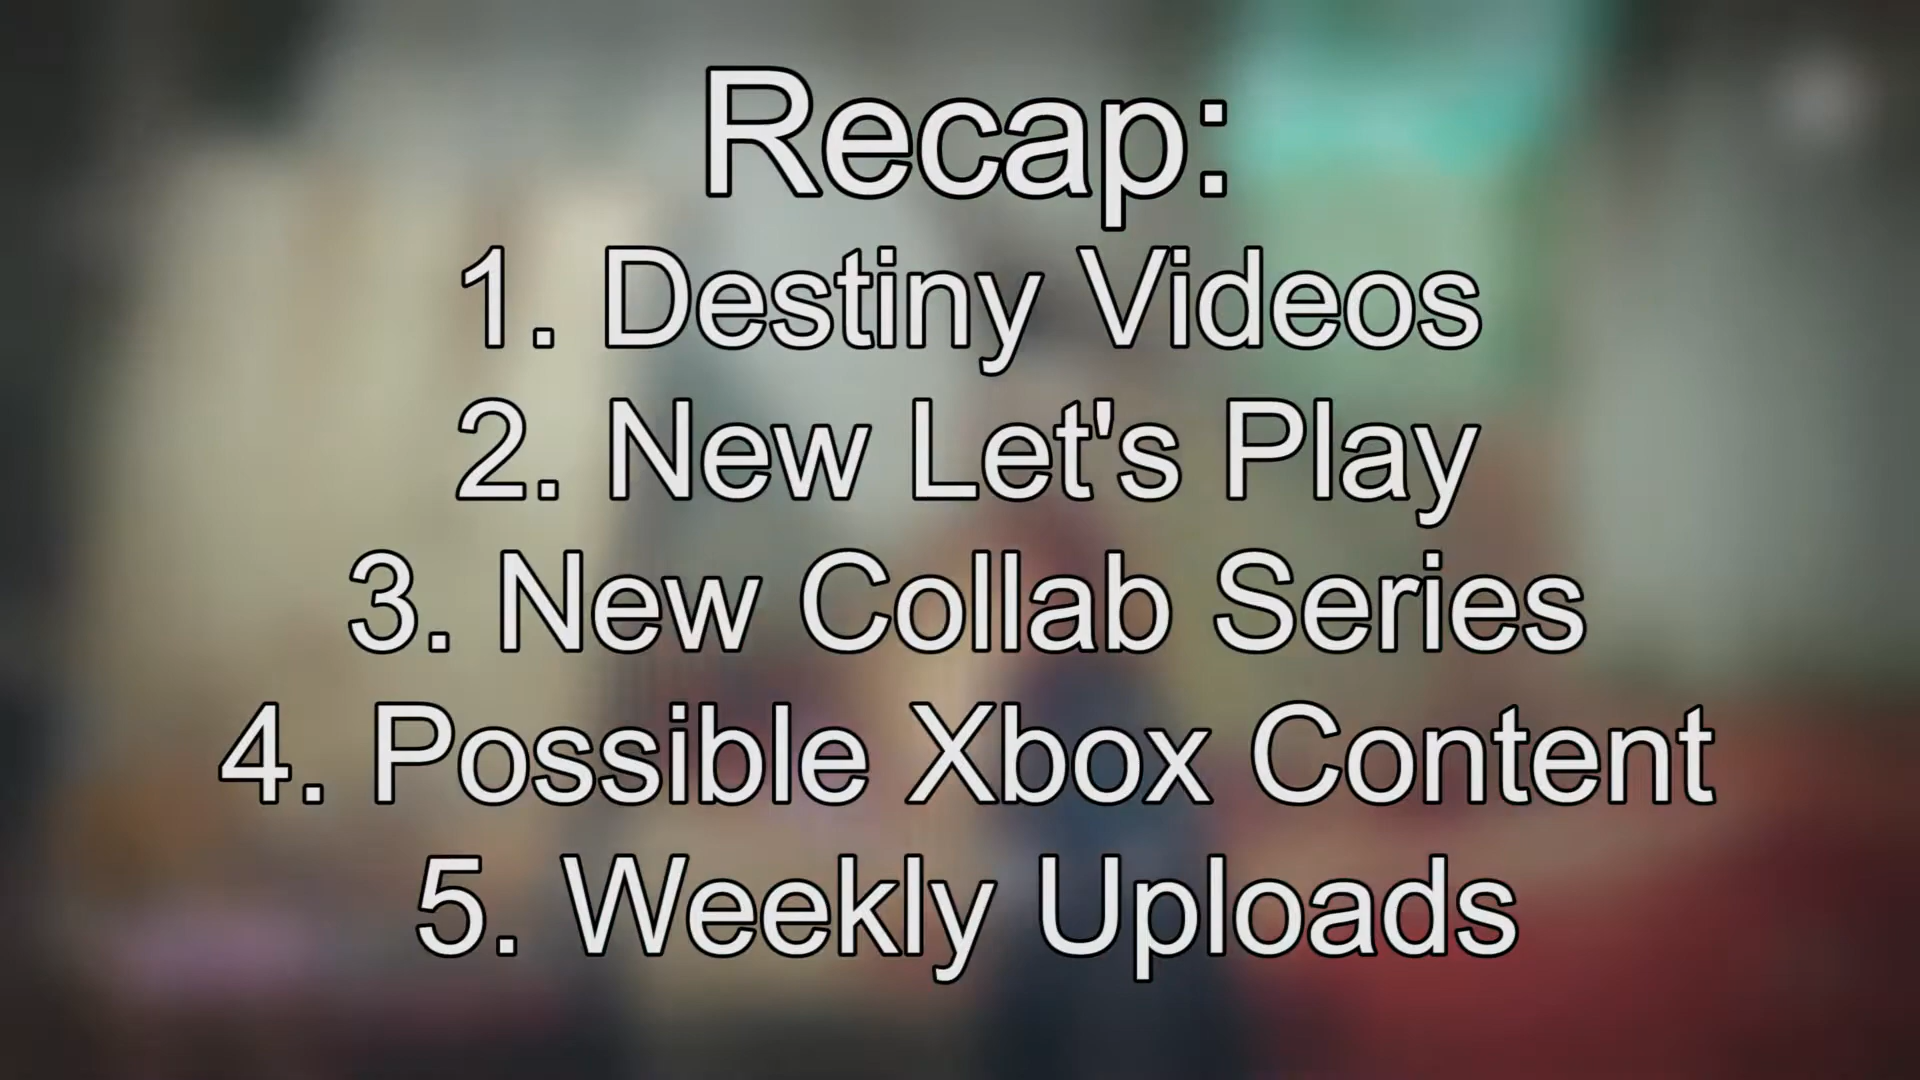 Recap:
1. Destiny Videos
2. New Let's Play
3. New Collab Series
4. Possible Xbox Content
5. Weekly Uploads